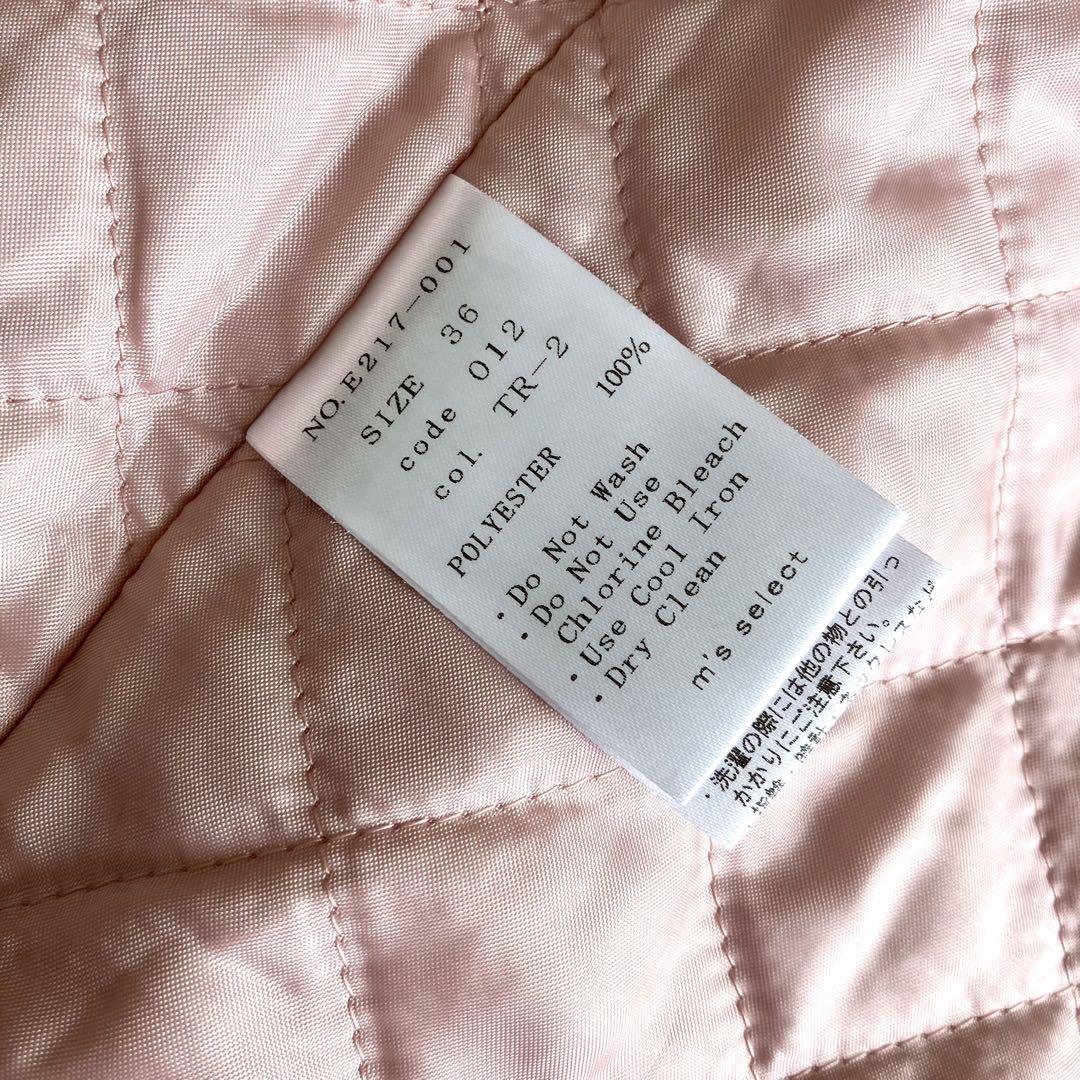 NO.E217-001
SIZE 36
code 012
col. TR-2
POLYESTER 100%
・Do Not Wash
・Do Not Use
Chlorine Bleach
・Use Cool Iron
・Dry Clean
m's select
・洗濯の際には他の物との引っ
かかりにご注意下さい。